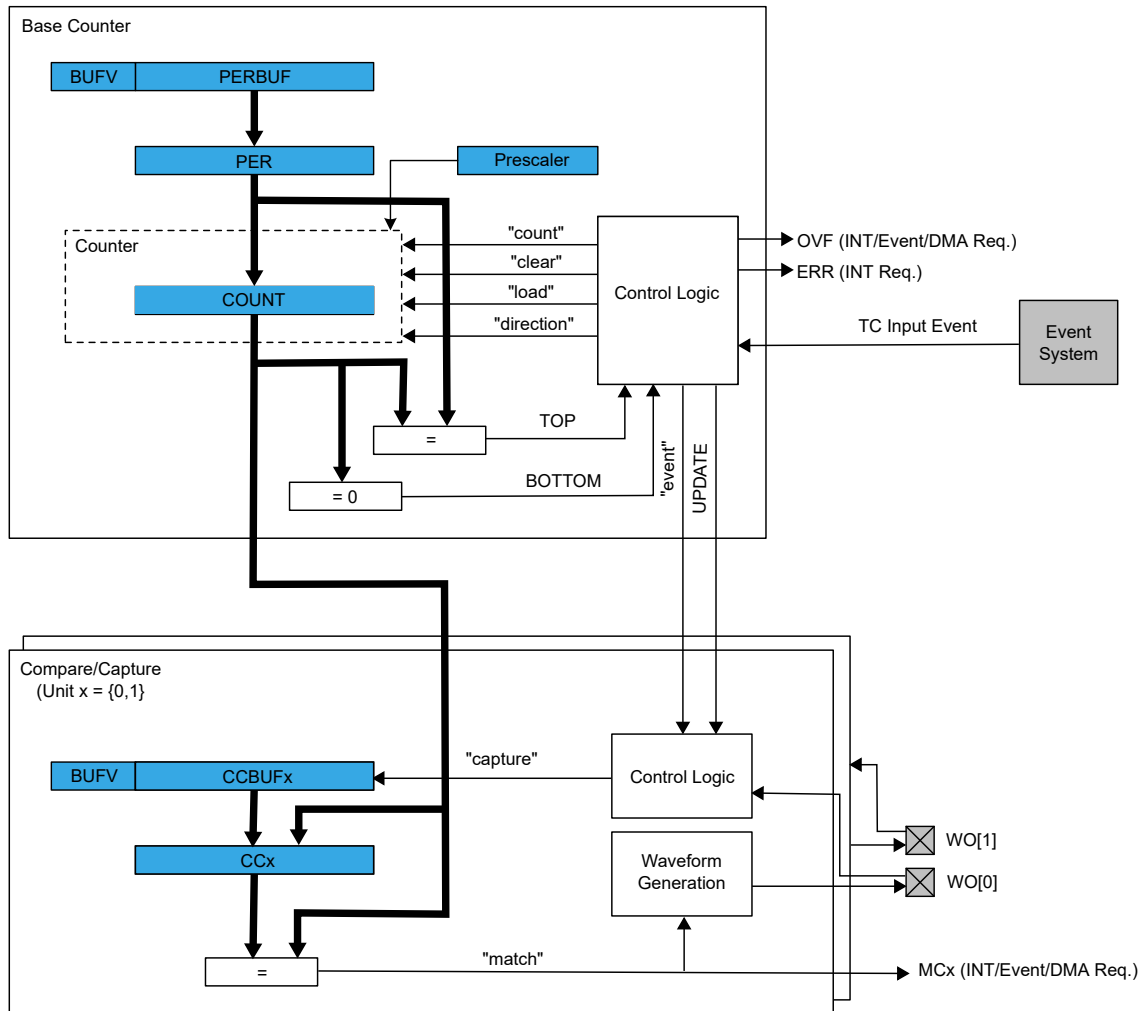 Base Counter
BUFV
PERBUF
PER
Prescaler
Counter
COUNT
"count"
"clear"
"load"
"direction"
Control Logic
OVF (INT/Event/DMA Req.)
ERR (INT Req.)
TC Input Event
Event
System
=
TOP
= 0
BOTTOM
"event"
UPDATE
Compare/Capture
(Unit x = {0,1}
BUFV
CCBUFx
"capture"
Control Logic
CCx
Waveform
Generation
WO[1]
WO[0]
=
"match"
MCx (INT/Event/DMA Req.)